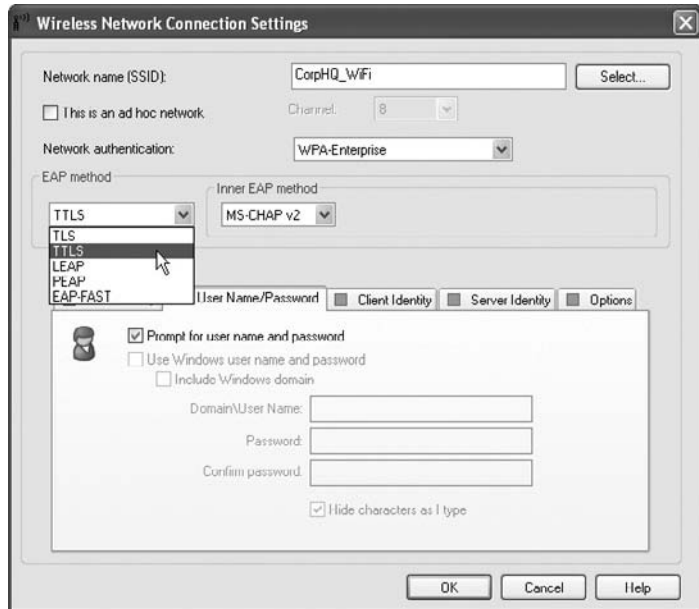 Wireless Network Connection Settings
Network name (SSID): CorpHQ_WiFi Select...
This is an ad hoc network Channel: 8
Network authentication: WPA-Enterprise
EAP method Inner EAP method
TTLS MS-CHAP v2
TLS
TTLS
LEAP
PEAP
EAP-FAST
User Name/Password Client Identity Server Identity Options
Prompt for user name and password
Use Windows user name and password
Include Windows domain
Domain\User Name:
Password:
Confirm password:
Hide characters as I type
OK Cancel Help